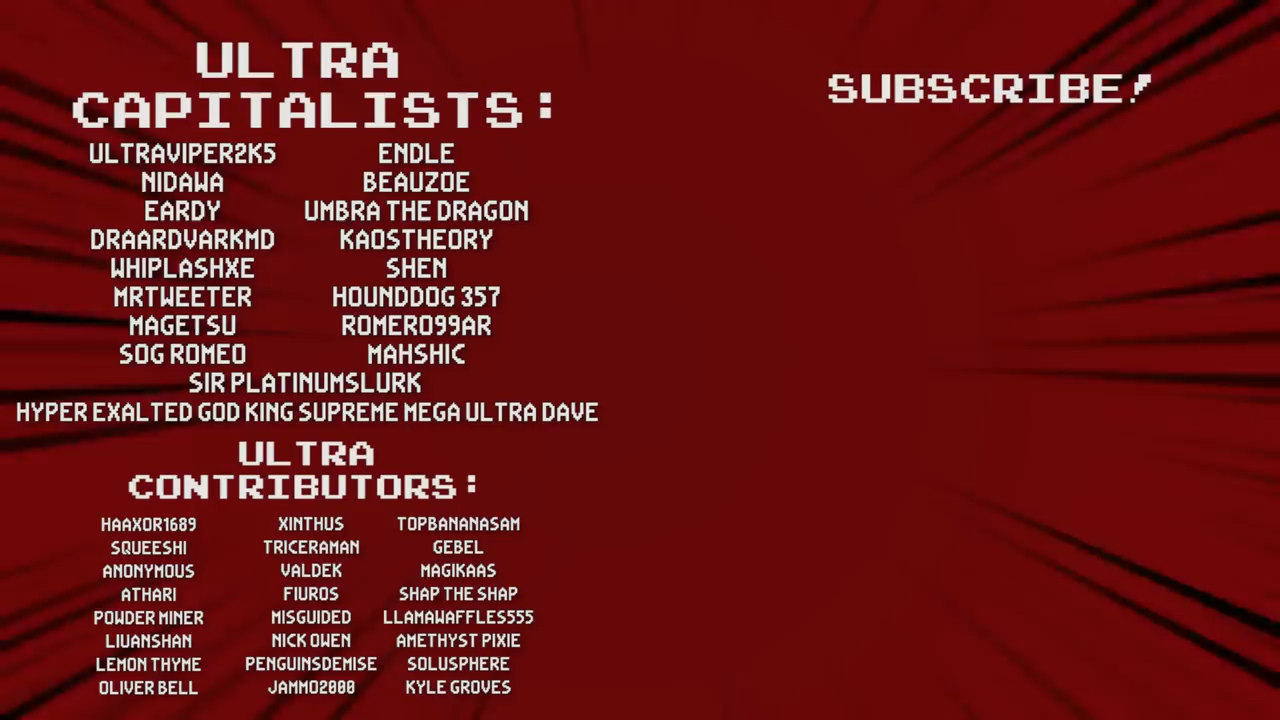 ULTRA
CAPITALISTS:
ULTRAVIPER2K5 ENDLE
NIDAWA BEAUZOE
EARDY UMBRA THE DRAGON
DRAARDVARKMD KAOSTHEORY
WHIPLASHXE SHEN
MRTWEETER HOUNDDOG 357
MAGETSU ROMERO99AR
SOG ROMEO MAHSHIC
SIR PLATINUMSLURK
HYPER EXALTED GOD KING SUPREME MEGA ULTRA DAVE
ULTRA
CONTRIBUTORS:
HAAXOR1689 XINTHUS TOPBANANASAM
SQUEESHI TRICERAMAN GEBEL
ANONYMOUS VALDEK MAGIKAAS
ATHARI FIUROS SHAP THE SHAP
POWDER MINER MISGUIDED LLAMAWAFFLES555
LIUANSHAN NICK OWEN AMETHYST PIXIE
LEMON THYME PENGUINSDEMISE SOLUSPHERE
OLIVER BELL JAMMO2000 KYLE GROVES
SUBSCRIBE!